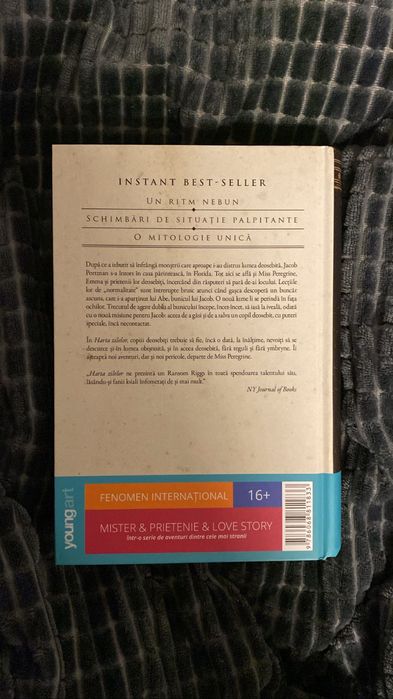 INSTANT BEST-SELLER
UN RITM NEBUN
SCHIMBĂRI DE SITUAȚIE PALPITANTE
O MITOLOGIE UNICĂ
După ce a izbutit să înfrângă monștrii care aproape i-au distrus lumea deosebită, Jacob
Portman s-a întors în casa părintească, în Florida. Tot aici se află și Miss Peregrine,
Emma și prietenii lor deosebiți, încercând din răsputeri să pară de-ai locului. Lecțiile
lor de „normalitate” sunt întrerupte brusc atunci când gașca descoperă un buncăr
ascuns, care i-a aparținut lui Abe, bunicul lui Jacob. O nouă lume li se perindă în fața
ochilor. Trecutul de agent dublu al bunicului începe, încet-încet, să iasă la iveală, odată
cu o nouă misiune pentru Jacob: aceea de a găsi și de a salva un copil deosebit, cu puteri
speciale, încă necontactat.
În Harta zilelor, copiii deosebiți trebuie să fie, încă o dată, la înălțime, nevoiți să se
descurce și-în lumea obișnuită, și în aceea deosebită, fără reguli și fără ymbryne. Îi
așteaptă noi aventuri, dar și noi pericole, departe de Miss Peregrine.
„Harta zilelor ne prezintă un Ransom Riggs în toată splendoarea talentului său,
lăsându-și fanii loiali înfometați de și mai mult.”
NY Journal of Books
youngart
FENOMEN INTERNAȚIONAL
16+
MISTER & PRIETENIE & LOVE STORY
într-o serie de aventuri dintre cele mai stranii
9 786068 811833